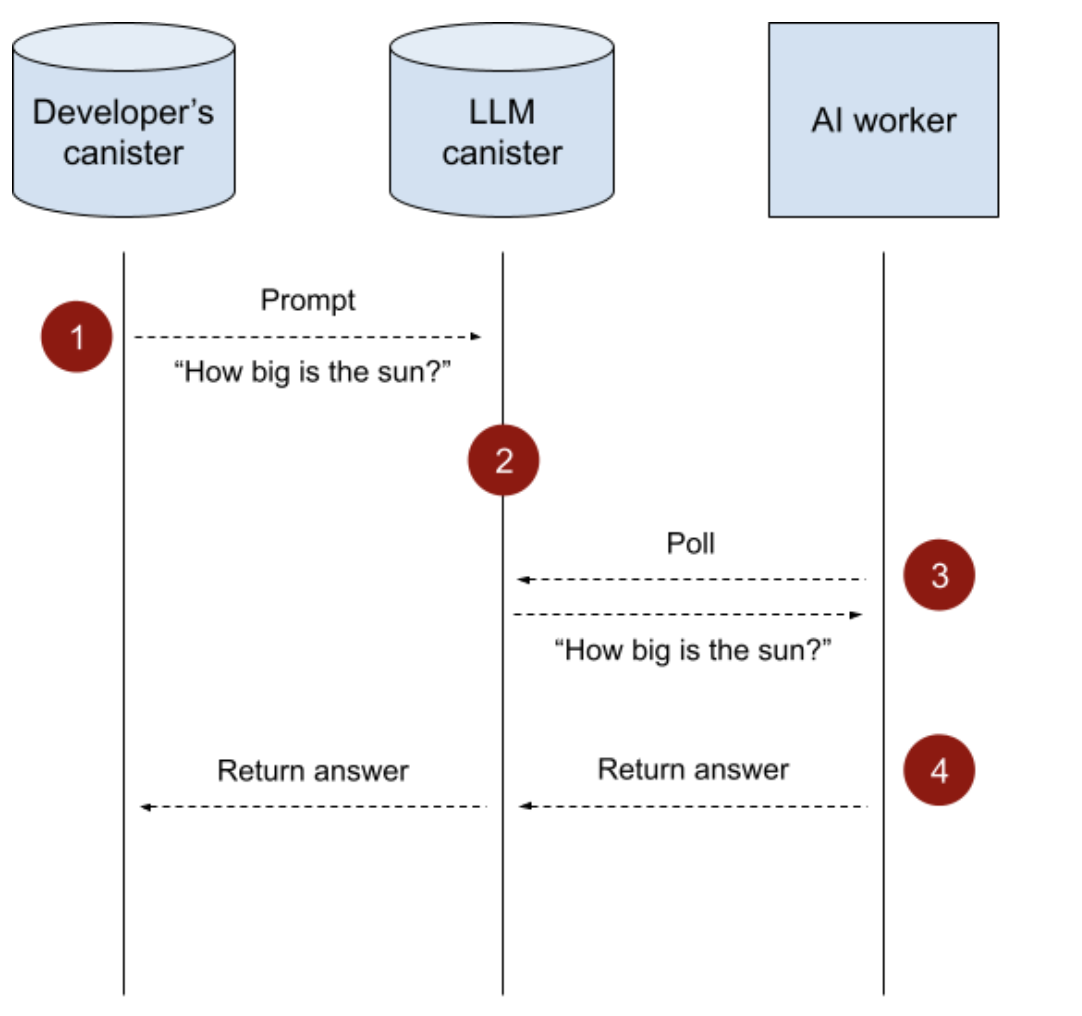 Developer’s
canister
LLM
canister
AI worker
Prompt
1
“How big is the sun?”
2
Poll
3
“How big is the sun?”
Return answer
Return answer
4